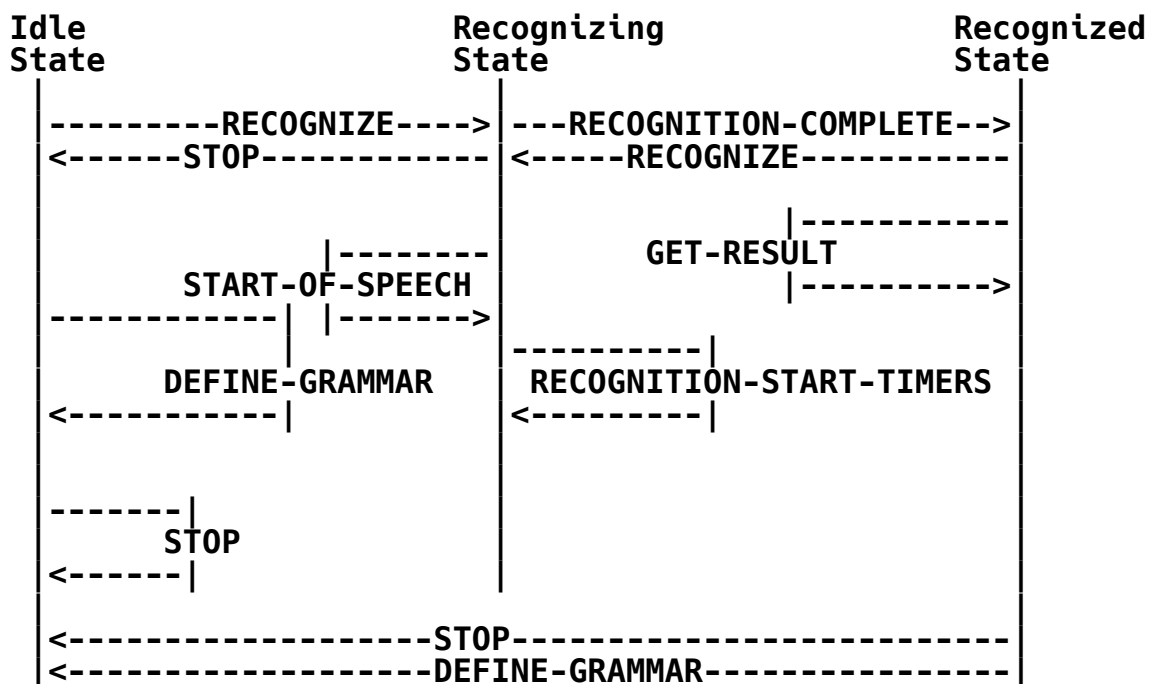 Idle Recognizing Recognized
State State State
RECOGNIZE RECOGNITION-COMPLETE
STOP RECOGNIZE
GET-RESULT
START-OF-SPEECH
DEFINE-GRAMMAR RECOGNITION-START-TIMERS
STOP
STOP
DEFINE-GRAMMAR